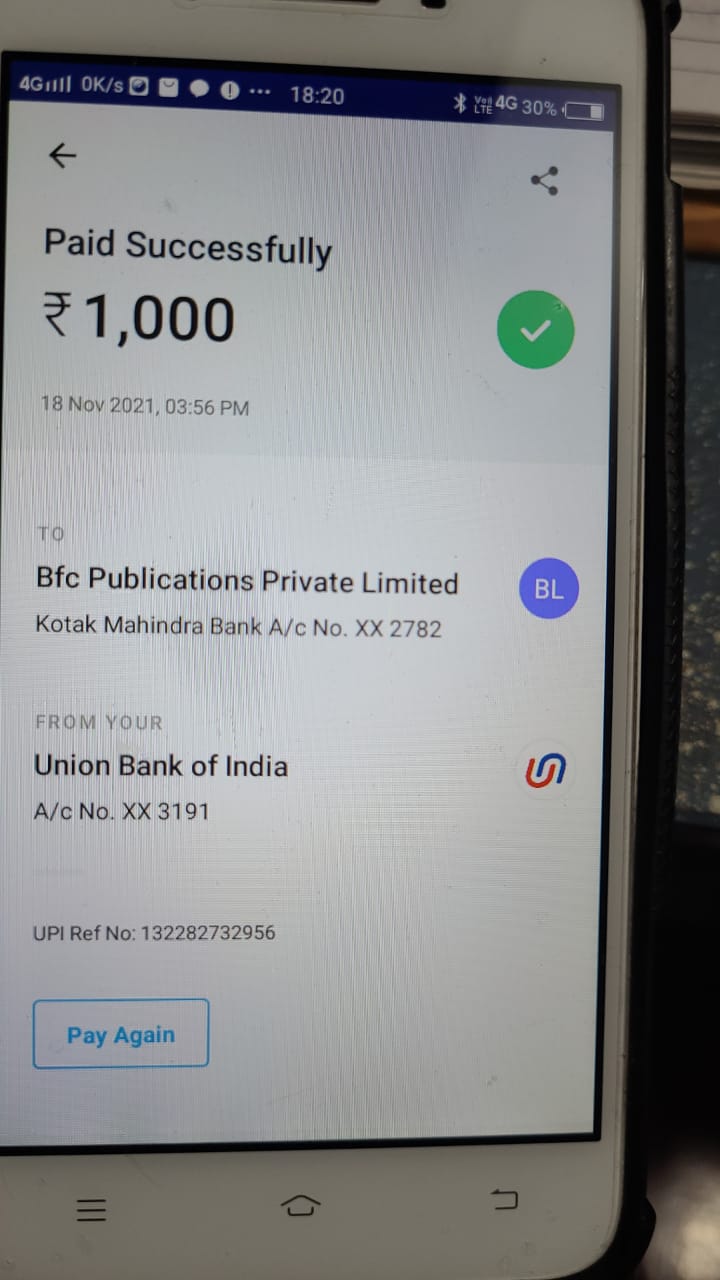 4G 0K/s ••• 18:20 VoLTE 4G 30%
Paid Successfully
₹1,000
18 Nov 2021, 03:56 PM
TO
Bfc Publications Private Limited
BL
Kotak Mahindra Bank A/c No. XX 2782
FROM YOUR
Union Bank of India
A/c No. XX 3191
UPI Ref No: 132282732956
Pay Again